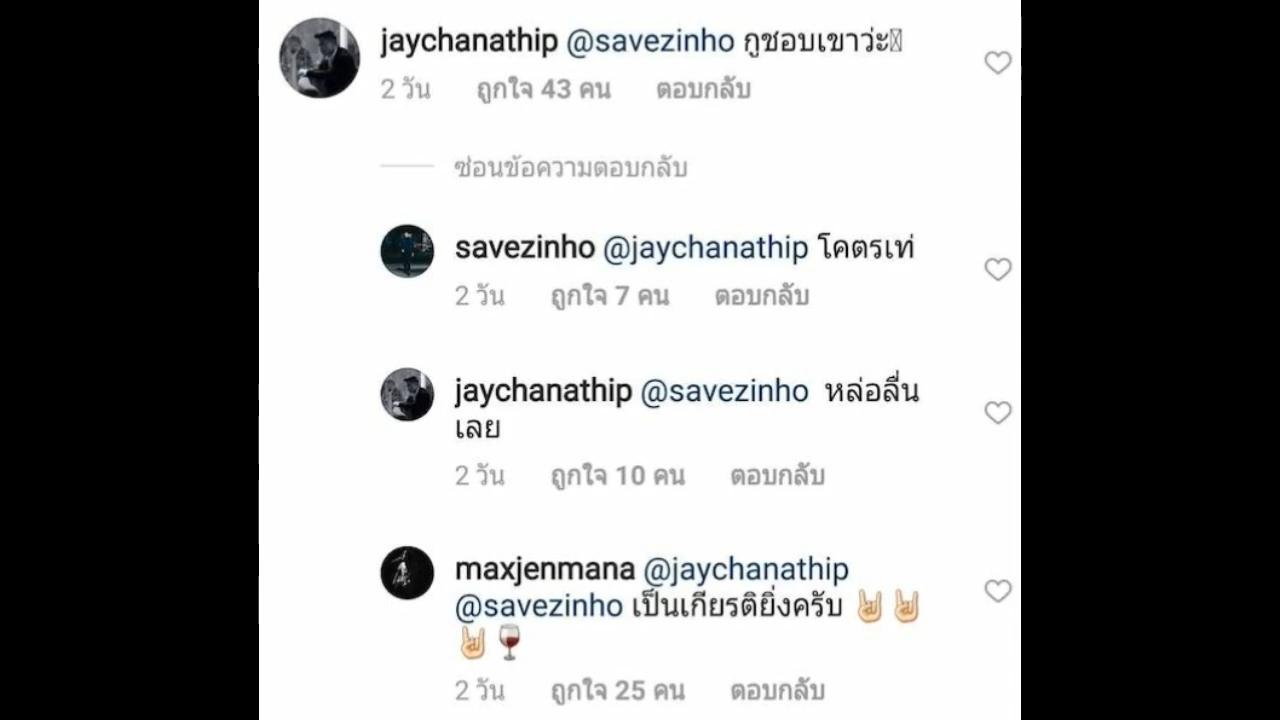 jaychanathip @savezinho กูชอบเขาว่ะ
2 วัน ถูกใจ 43 คน ตอบกลับ
ซ่อนข้อความตอบกลับ
savezinho @jaychanathip โคตรเท่
2 วัน ถูกใจ 7 คน ตอบกลับ
jaychanathip @savezinho หล่อลื่น
เลย
2 วัน ถูกใจ 10 คน ตอบกลับ
maxjenmana @jaychanathip
@savezinho เป็นเกียรติยิ่งครับ 🤘🏻🤘🏻
🤘🏻🍷
2 วัน ถูกใจ 25 คน ตอบกลับ